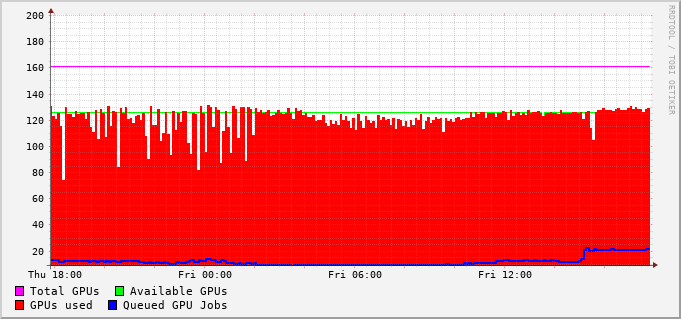 200
180
160
140
120
100
80
60
40
20
Thu 18:00 Fri 00:00 Fri 06:00 Fri 12:00
Total GPUs Available GPUs
GPUs used Queued GPU Jobs
RRDTOOL / TOBI OETIKER